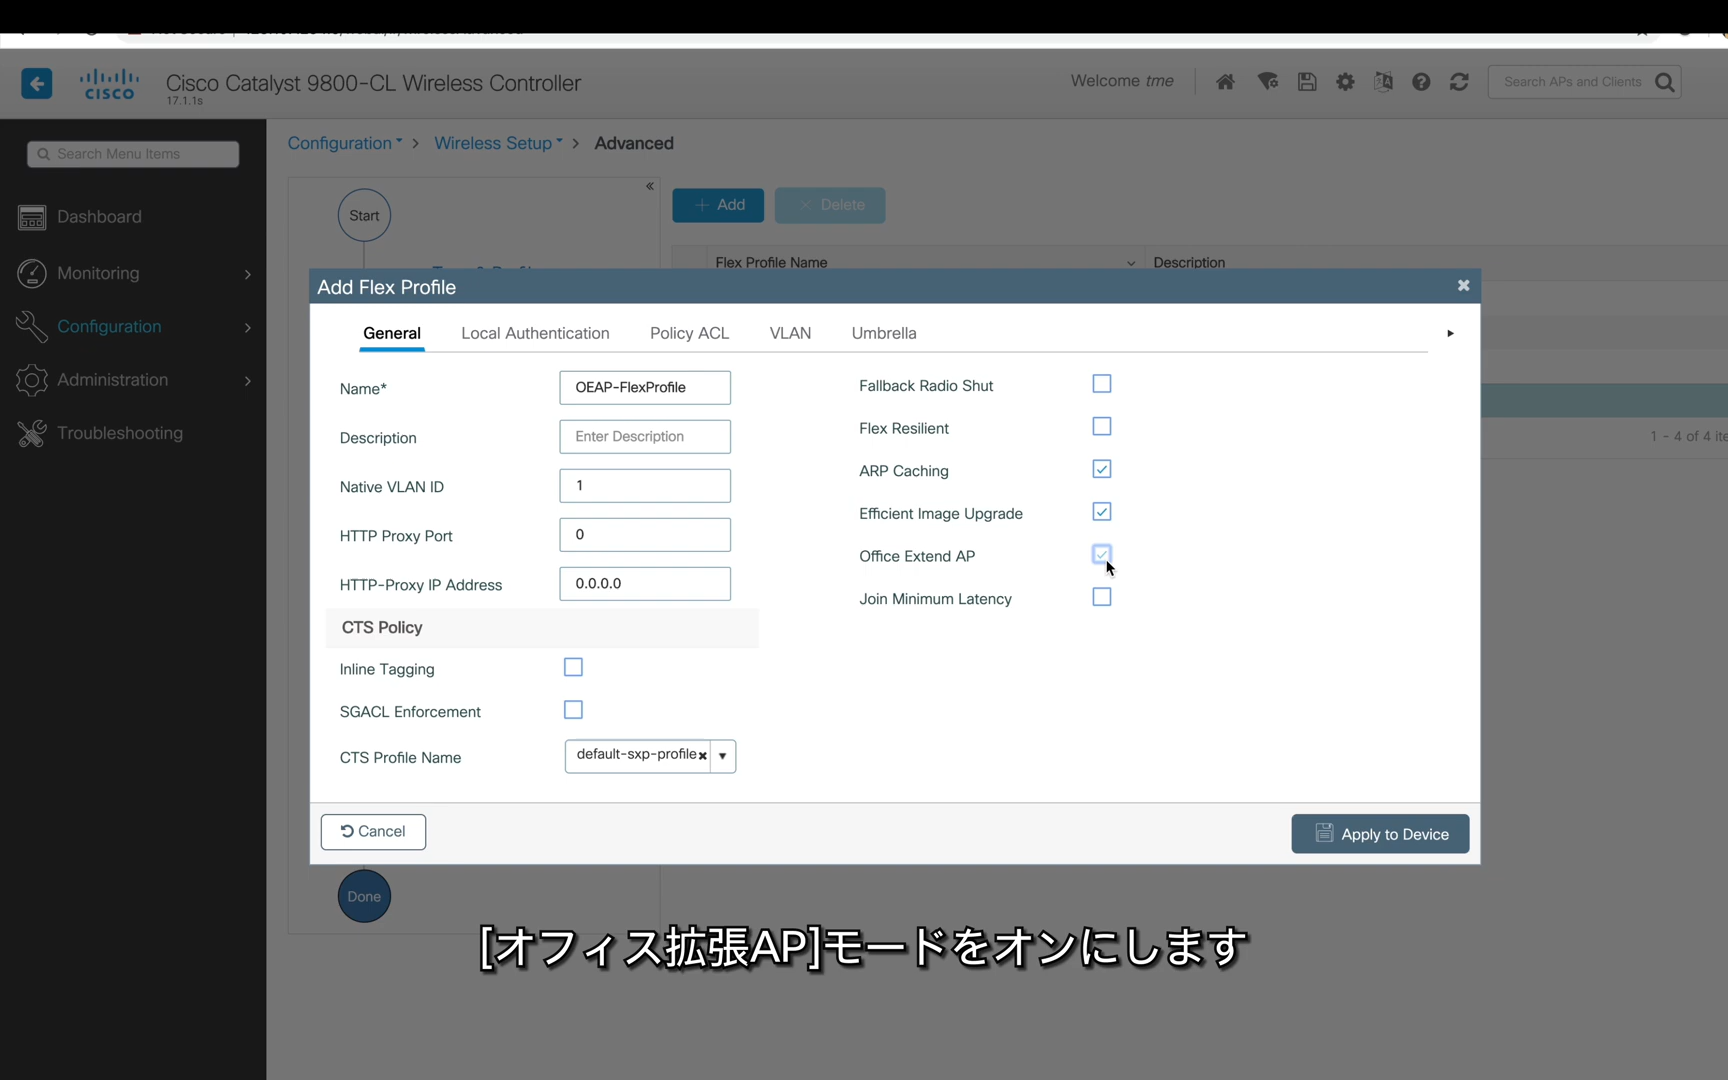 cisco
Cisco Catalyst 9800-CL Wireless Controller
17.1.1s
Welcome tme
Search APs and Clients
Search Menu Items
Dashboard
Monitoring
Configuration
Administration
Troubleshooting
Configuration > Wireless Setup > Advanced
Start
Add
Delete
Flex Profile Name
Description
Add Flex Profile
General
Local Authentication
Policy ACL
VLAN
Umbrella
Name*
OEAP-FlexProfile
Description
Enter Description
Native VLAN ID
1
HTTP Proxy Port
0
HTTP-Proxy IP Address
0.0.0.0
CTS Policy
Inline Tagging
SGACL Enforcement
CTS Profile Name
default-sxp-profile
Fallback Radio Shut
Flex Resilient
ARP Caching
Efficient Image Upgrade
Office Extend AP
Join Minimum Latency
1 - 4 of 4
Cancel
Apply to Device
Done
[オフィス拡張AP]モードをオンにします